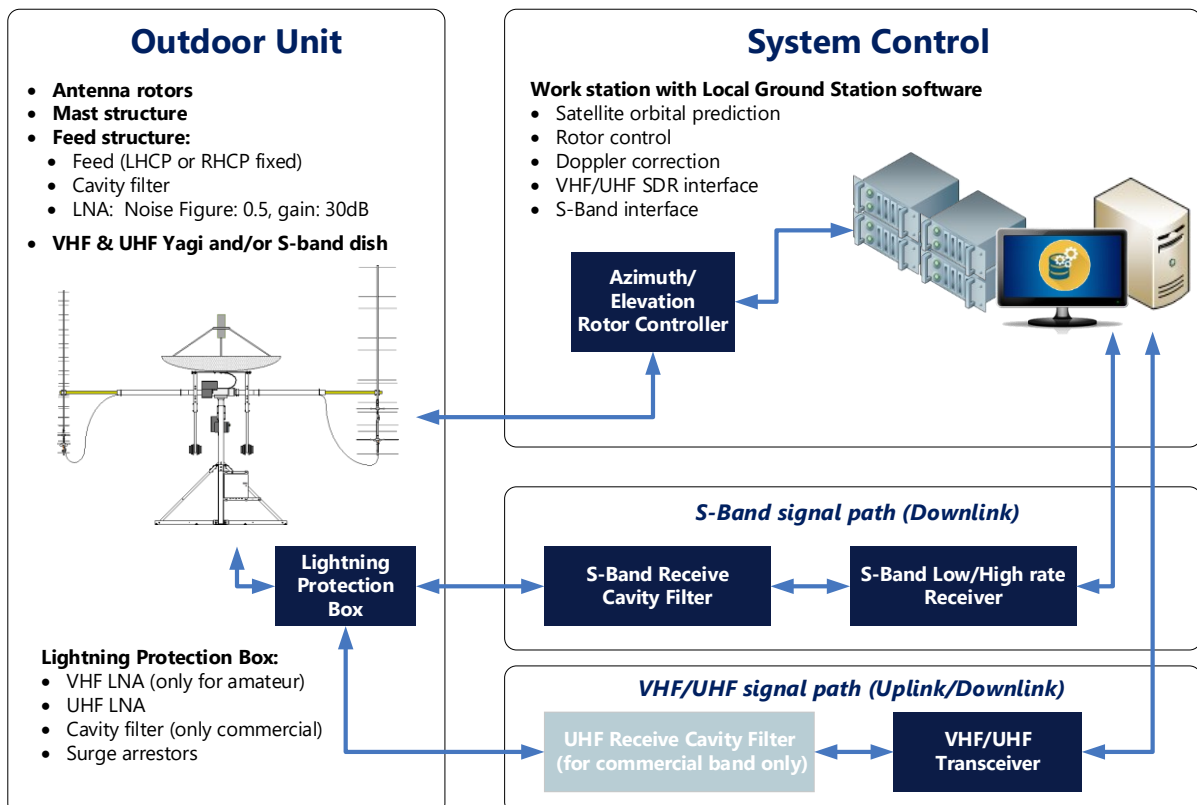 Outdoor Unit
• Antenna rotors
• Mast structure
• Feed structure:
• Feed (LHCP or RHCP fixed)
• Cavity filter
• LNA: Noise Figure: 0.5, gain: 30dB
• VHF & UHF Yagi and/or S-band dish
Lightning
Protection
Box
Lightning Protection Box:
• VHF LNA (only for amateur)
• UHF LNA
• Cavity filter (only commercial)
• Surge arrestors
System Control
Work station with Local Ground Station software
• Satellite orbital prediction
• Rotor control
• Doppler correction
• VHF/UHF SDR interface
• S-Band interface
Azimuth/
Elevation
Rotor Controller
S-Band signal path (Downlink)
S-Band Receive
Cavity Filter
S-Band Low/High rate
Receiver
VHF/UHF signal path (Uplink/Downlink)
UHF Receive Cavity Filter
(for commercial band only)
VHF/UHF
Transceiver